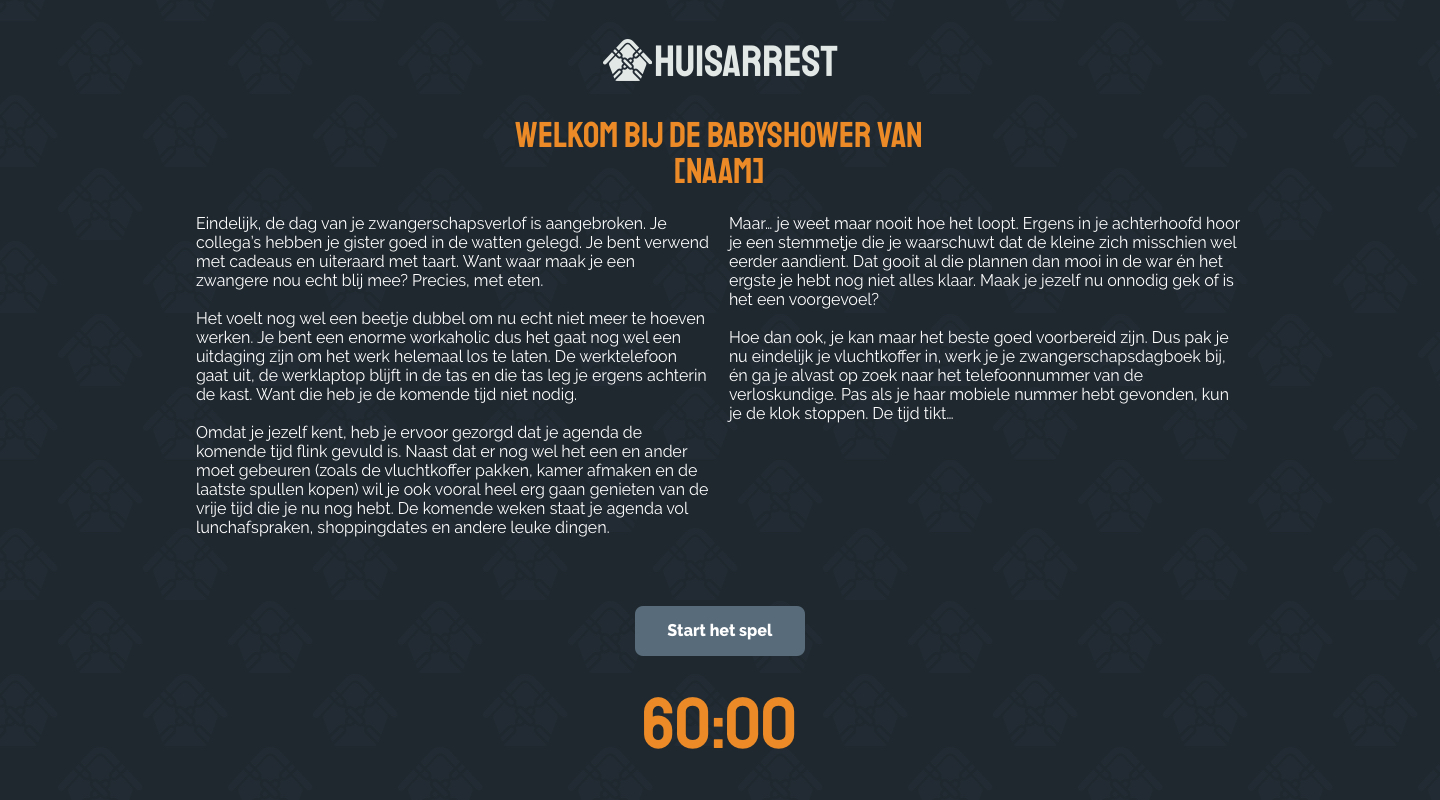 HUISARREST
WELKOM BIJ DE BABYSHOWER VAN
[NAAM]
Eindelijk, de dag van je zwangerschapsverlof is aangebroken. Je
collega's hebben je gister goed in de watten gelegd. Je bent verwend
met cadeaus en uiteraard met taart. Want waar maak je een
zwangere nou echt blij mee? Precies, met eten.
Het voelt nog wel een beetje dubbel om nu echt niet meer te hoeven
werken. Je bent een enorme workaholic dus het gaat nog wel een
uitdaging zijn om het werk helemaal los te laten. De werktelefoon
gaat uit, de werklaptop blijft in de tas en die tas leg je ergens achterin
de kast. Want die heb je de komende tijd niet nodig.
Omdat je jezelf kent, heb je ervoor gezorgd dat je agenda de
komende tijd flink gevuld is. Naast dat er nog wel het een en ander
moet gebeuren (zoals de vluchtkoffer pakken, kamer afmaken en de
laatste spullen kopen) wil je ook vooral heel erg gaan genieten van de
vrije tijd die je nu nog hebt. De komende weken staat je agenda vol
lunchafspraken, shoppingdates en andere leuke dingen.
Maar… je weet maar nooit hoe het loopt. Ergens in je achterhoofd hoor
je een stemmetje die je waarschuwt dat de kleine zich misschien wel
eerder aandient. Dat gooit al die plannen dan mooi in de war én het
ergste je hebt nog niet alles klaar. Maak je jezelf nu onnodig gek of is
het een voorgevoel?
Hoe dan ook, je kan maar het beste goed voorbereid zijn. Dus pak je
nu eindelijk je vluchtkoffer in, werk je je zwangerschapsdagboek bij,
én ga je alvast op zoek naar het telefoonnummer van de
verloskundige. Pas als je haar mobiele nummer hebt gevonden, kun
je de klok stoppen. De tijd tikt…
Start het spel
60:00